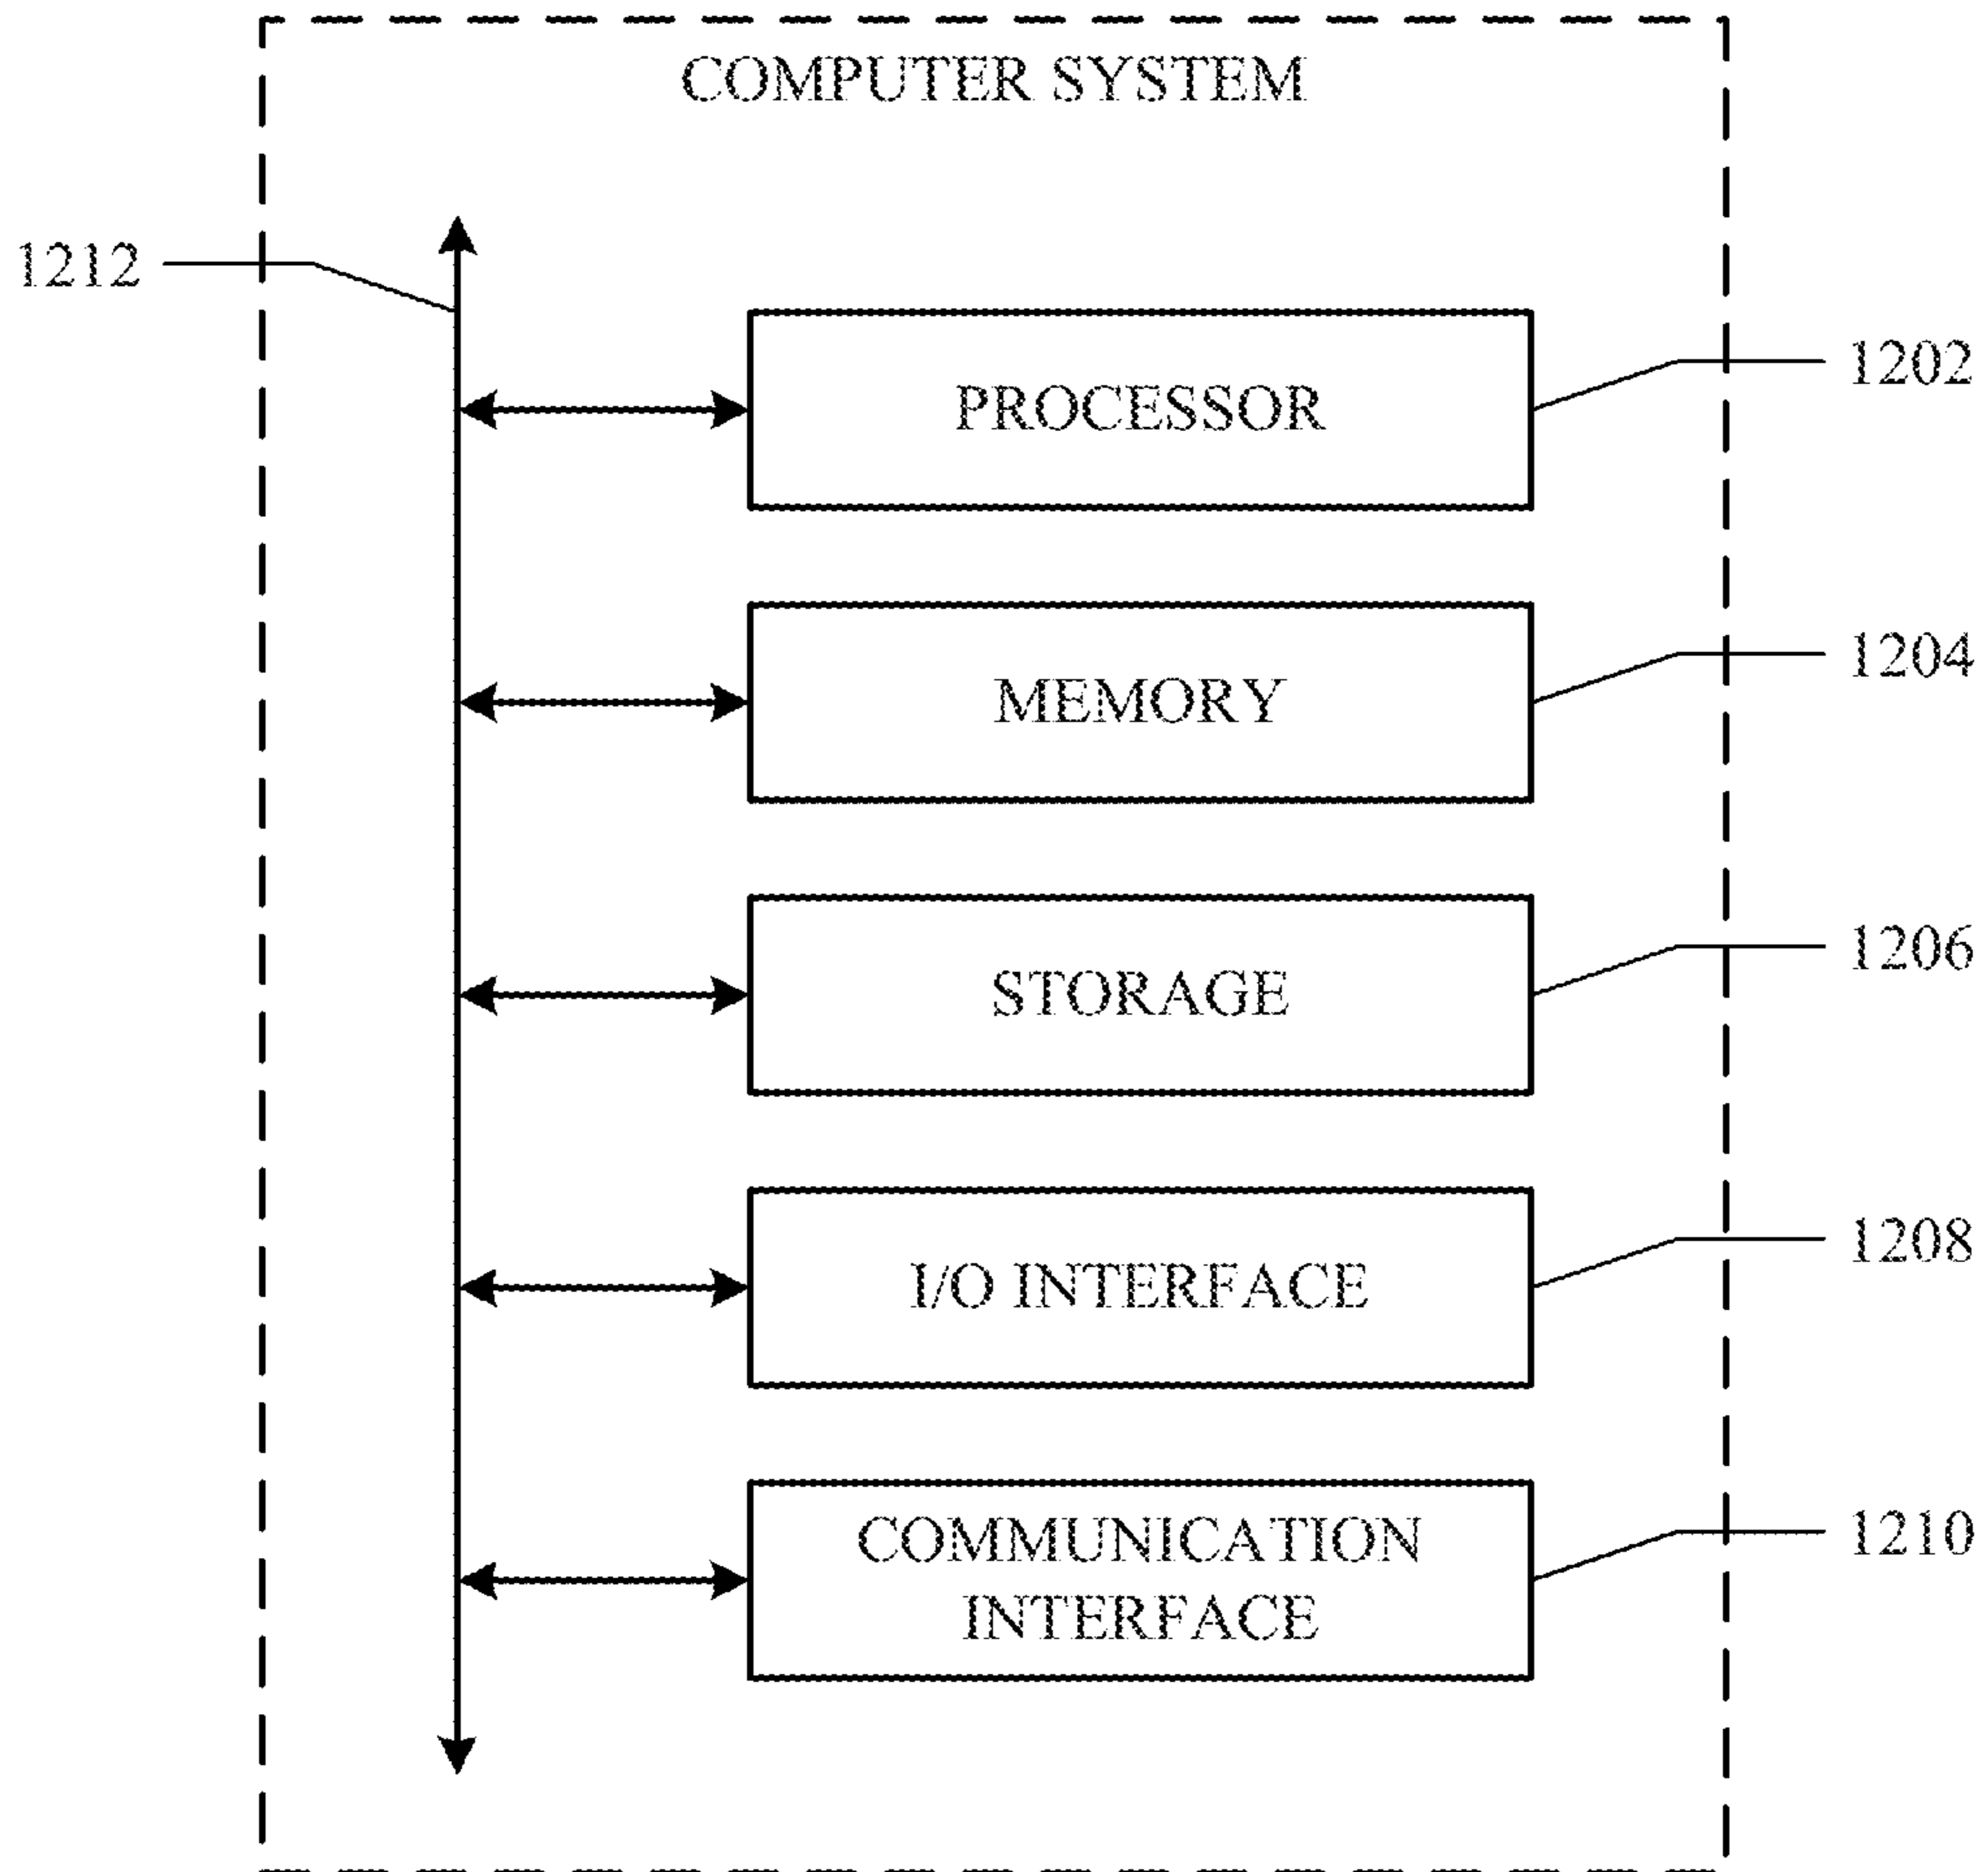 COMPUTER SYSTEM
1212
PROCESSOR
1202
MEMORY
1204
STORAGE
1206
I/O INTERFACE
1208
COMMUNICATION
INTERFACE
1210